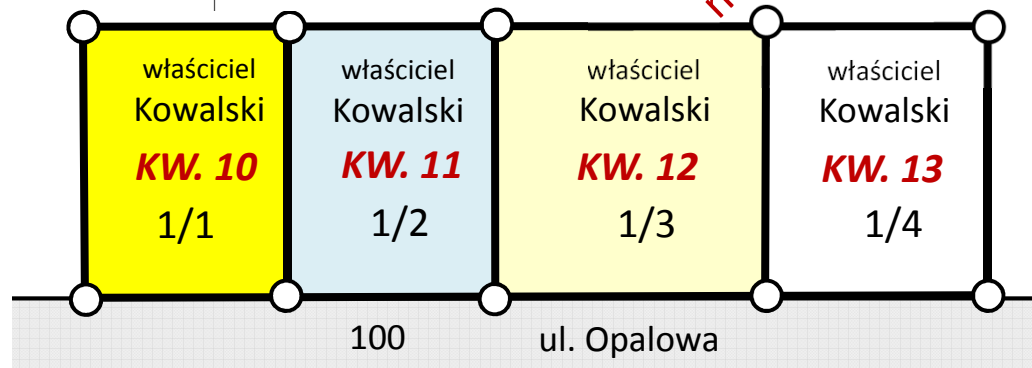 właściciel
Kowalski
KW. 10
1/1
właściciel
Kowalski
KW. 11
1/2
właściciel
Kowalski
KW. 12
1/3
właściciel
Kowalski
KW. 13
1/4
100 ul. Opalowa